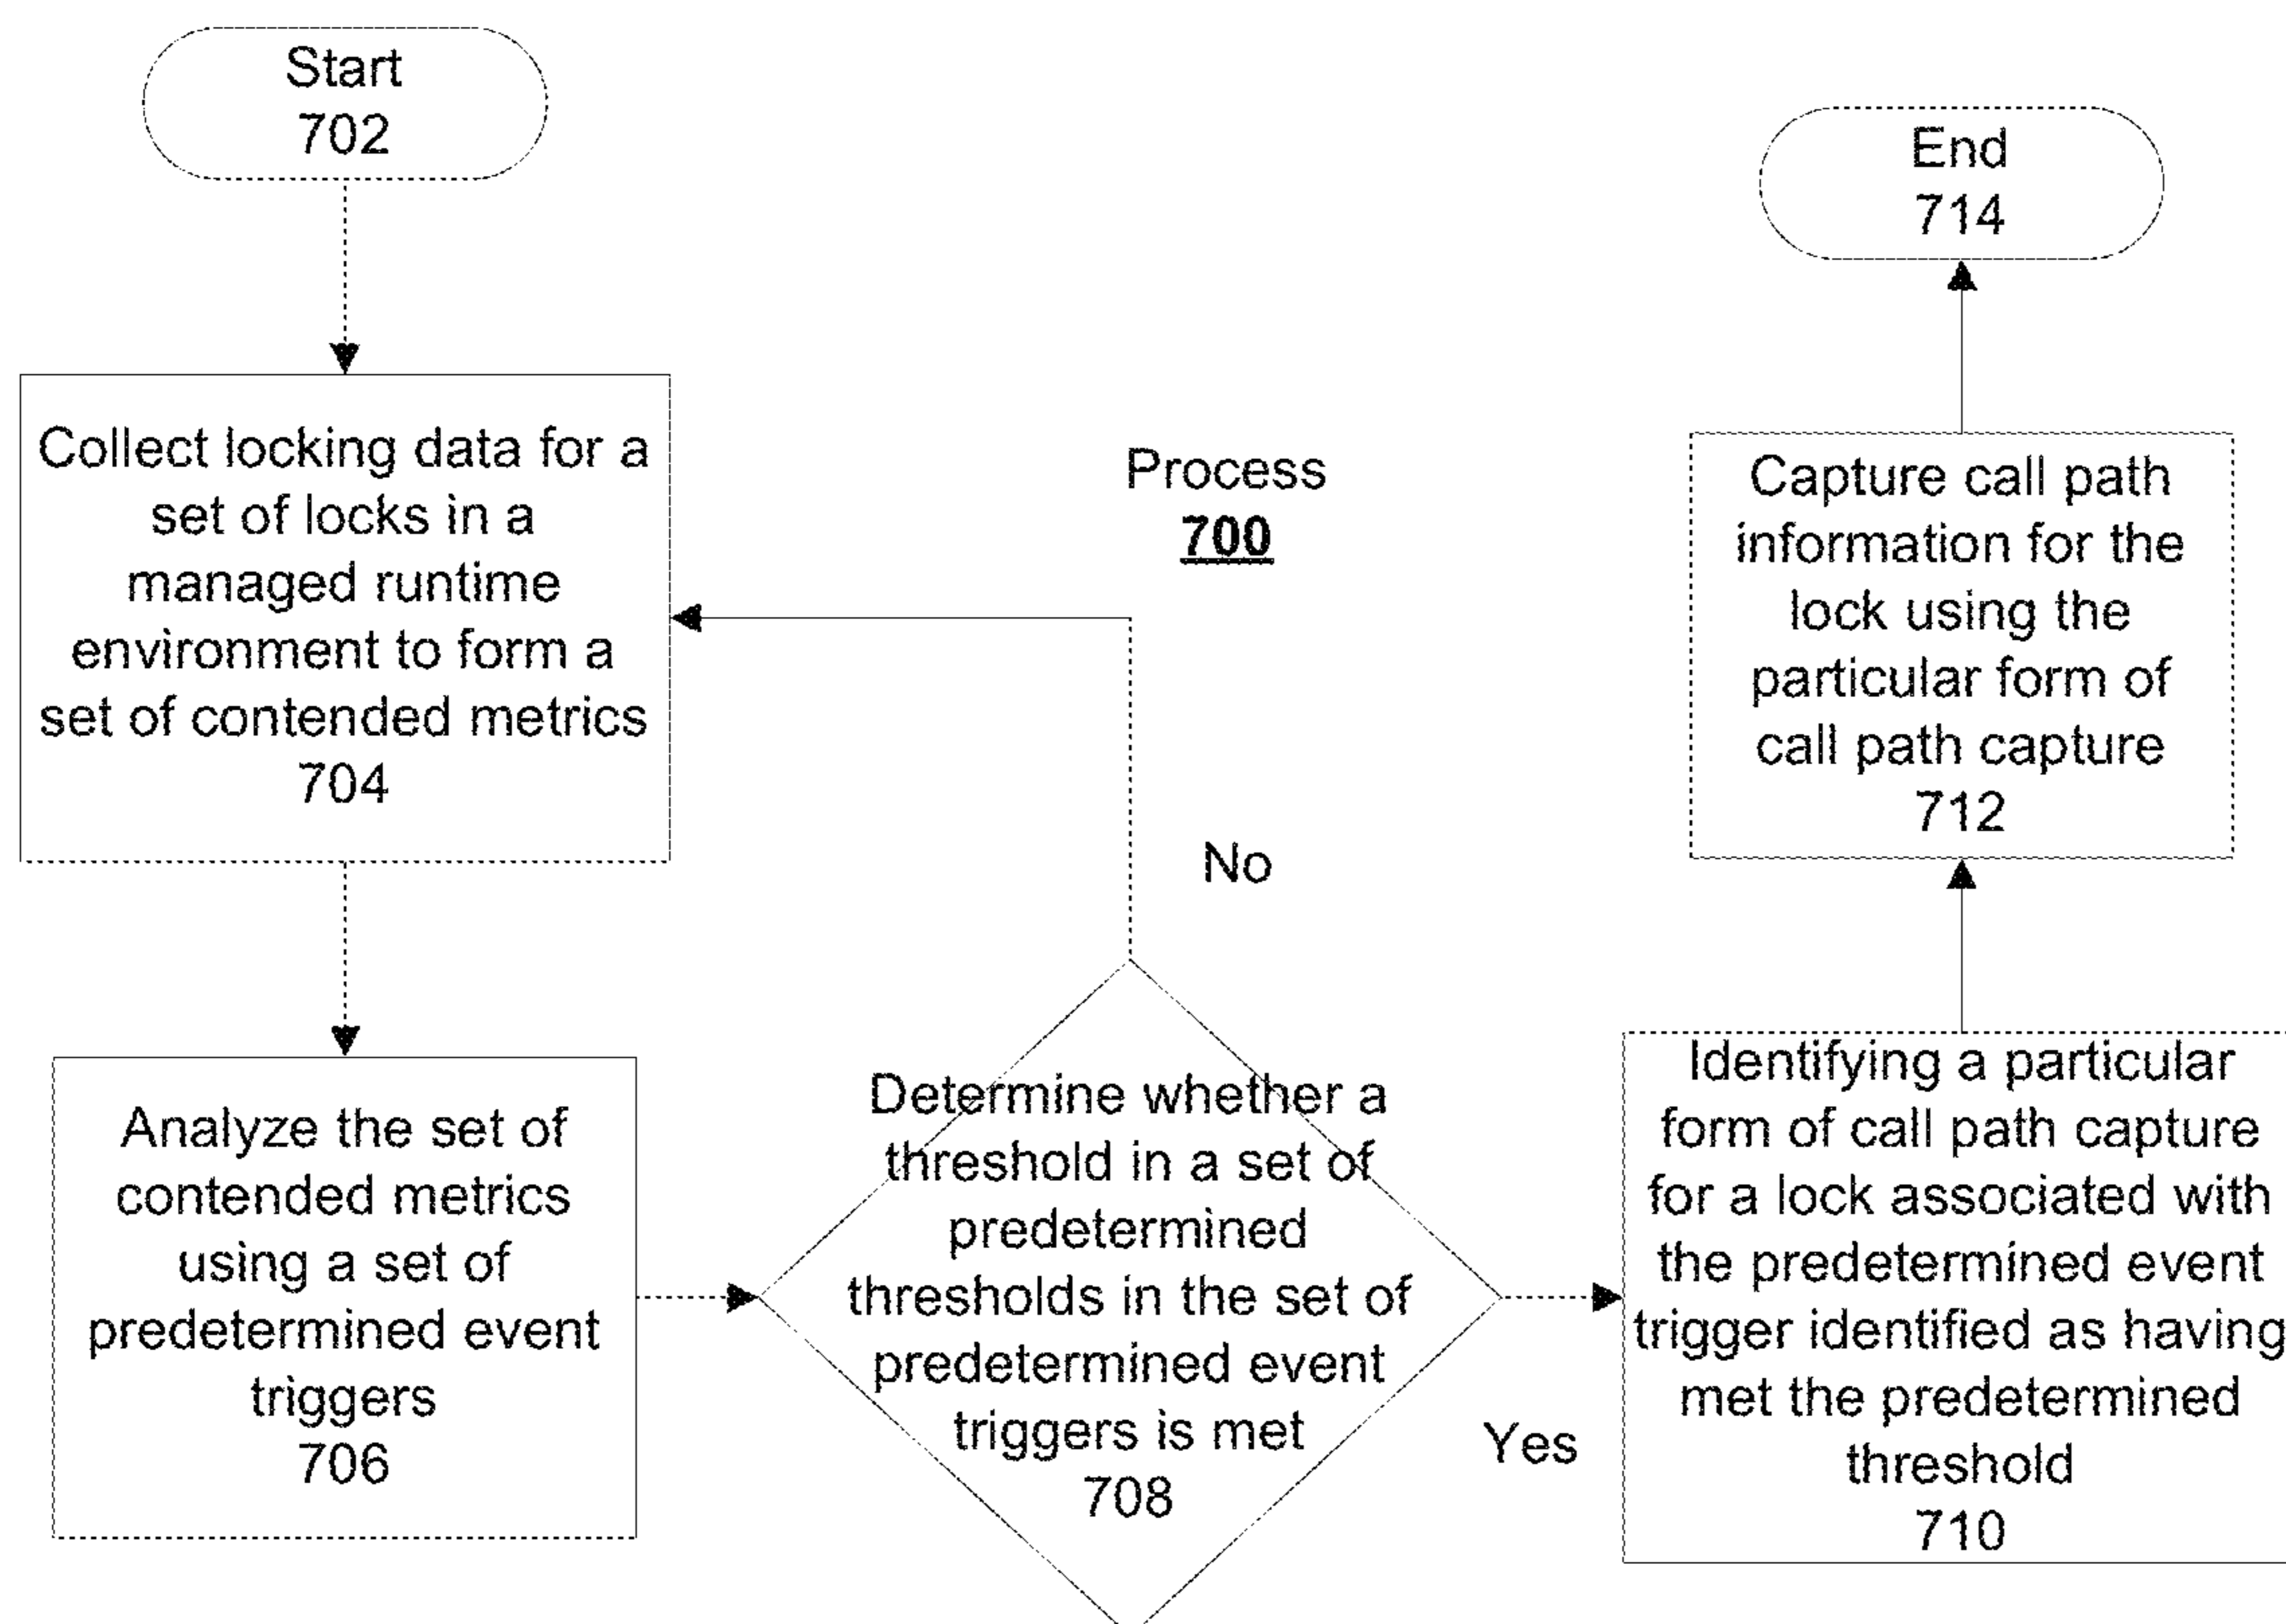 Start
702
Collect locking data for a
set of locks in a
managed runtime
environment to form a
set of contended metrics
704
Analyze the set of
contended metrics
using a set of
predetermined event
triggers
706
Process
700
No
Determine whether a
threshold in a set of
predetermined
thresholds in the set of
predetermined event
triggers is met
708
Yes
Identifying a particular
form of call path capture
for a lock associated with
the predetermined event
trigger identified as having
met the predetermined
threshold
710
Capture call path
information for the
lock using the
particular form of
call path capture
712
End
714